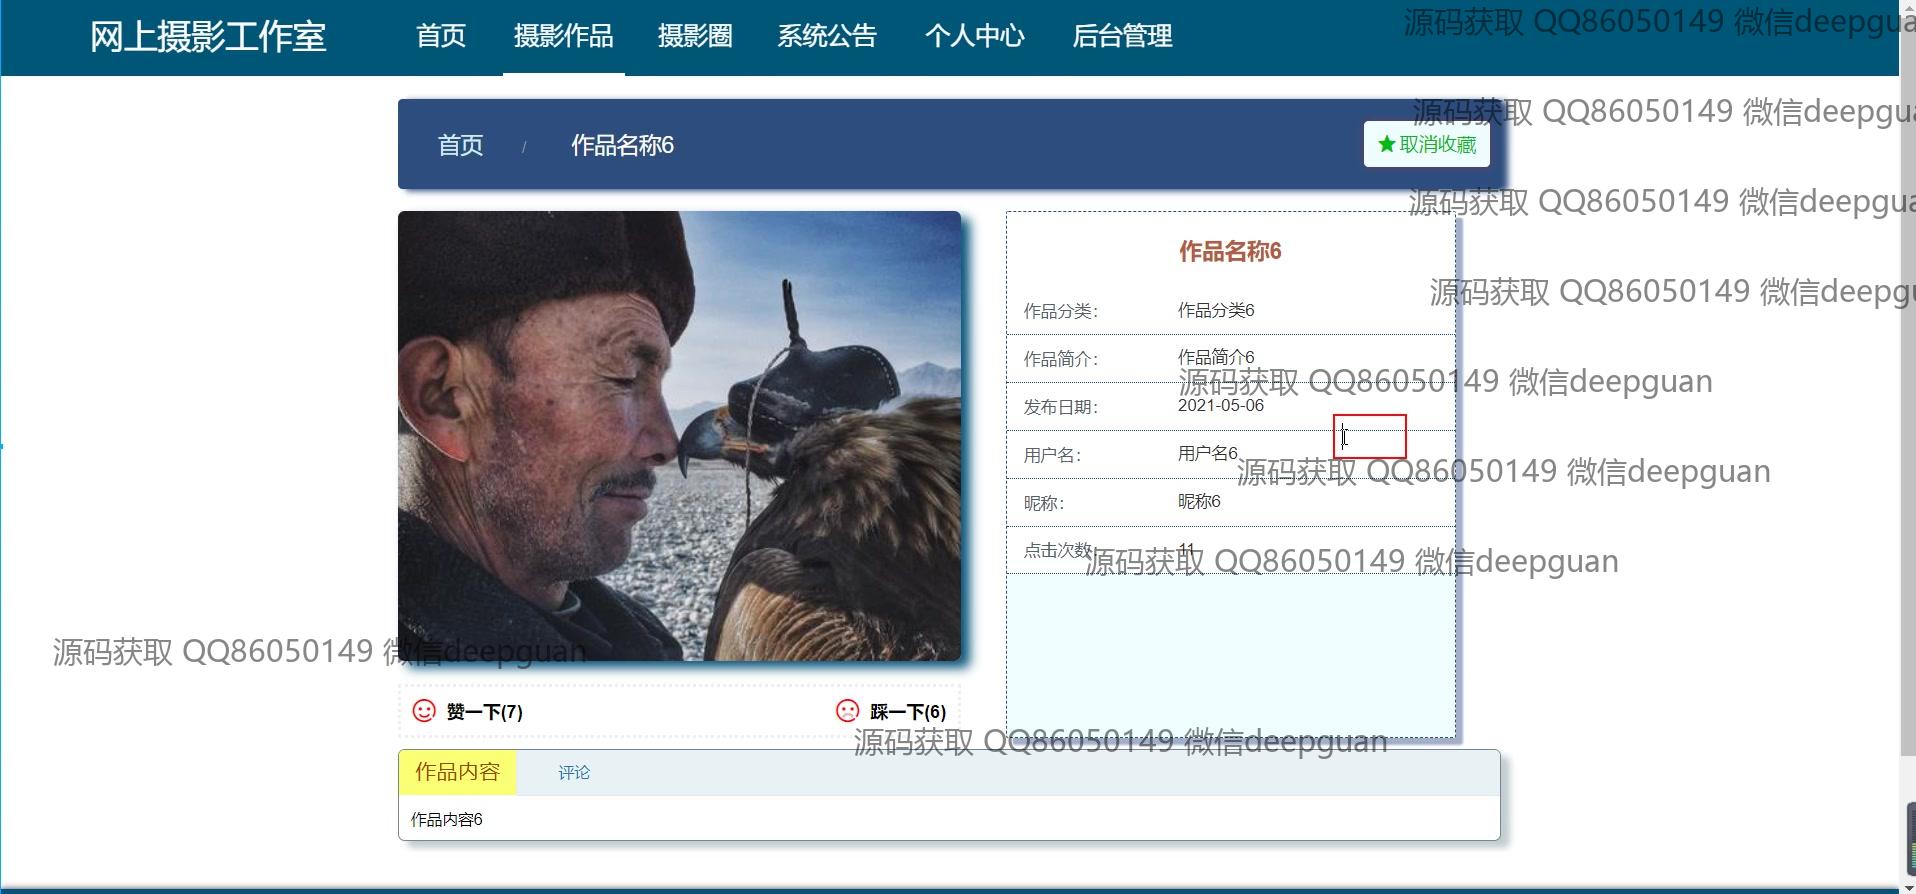 网上摄影工作室 首页 摄影作品 摄影圈 系统公告 个人中心 后台管理
源码获取 QQ86050149 微信deepgua
源码获取 QQ86050149 微信deepgua
首页 / 作品名称6 ★取消收藏
源码获取 QQ86050149 微信deepgua
作品名称6
源码获取 QQ86050149 微信deepgu
作品分类： 作品分类6
作品简介： 作品简介6
源码获取 QQ86050149 微信deepguan
发布日期： 2021-05-06
用户名： 用户名6
源码获取 QQ86050149 微信deepguan
昵称： 昵称6
点击次数： 11
源码获取 QQ86050149 微信deepguan
源码获取 QQ86050149 微信deepguan
赞一下(7) 踩一下(6)
源码获取 QQ86050149 微信deepguan
作品内容 评论
作品内容6